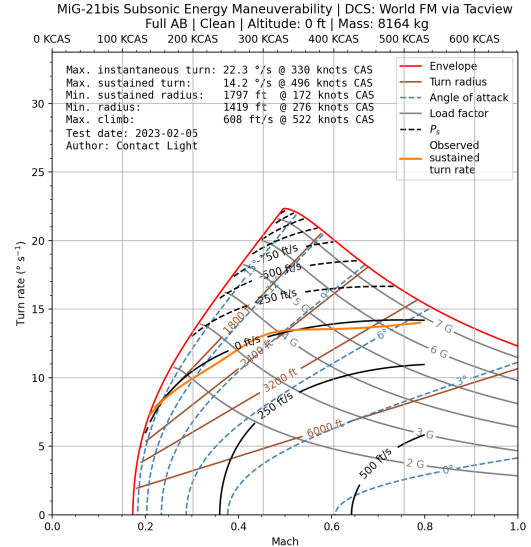 MiG-21bis Subsonic Energy Maneuverability | DCS: World FM via Tacview
Full AB | Clean | Altitude: 0 ft | Mass: 8164 kg
0 KCAS 100 KCAS 200 KCAS 300 KCAS 400 KCAS 500 KCAS 600 KCAS
Max. instantaneous turn: 22.3 °/s @ 330 knots CAS
Max. sustained turn: 14.2 °/s @ 496 knots CAS
Min. sustained radius: 1797 ft @ 172 knots CAS
Min. radius: 1419 ft @ 276 knots CAS
Max. climb: 608 ft/s @ 522 knots CAS
Test date: 2023-02-05
Author: Contact Light
Envelope
Turn radius
Angle of attack
Load factor
Ps
Observed
sustained
turn rate
Turn rate (° s⁻¹)
30
25
20
15
10
5
0
-750 ft/s
-500 ft/s
-250 ft/s
0 ft/s
250 ft/s
500 ft/s
1800
2400 ft
3200 ft
6000 ft
7 G
6 G
3 G
2 G
9°
6°
3°
0°
0.0 0.2 0.4 0.6 0.8 1.0
Mach